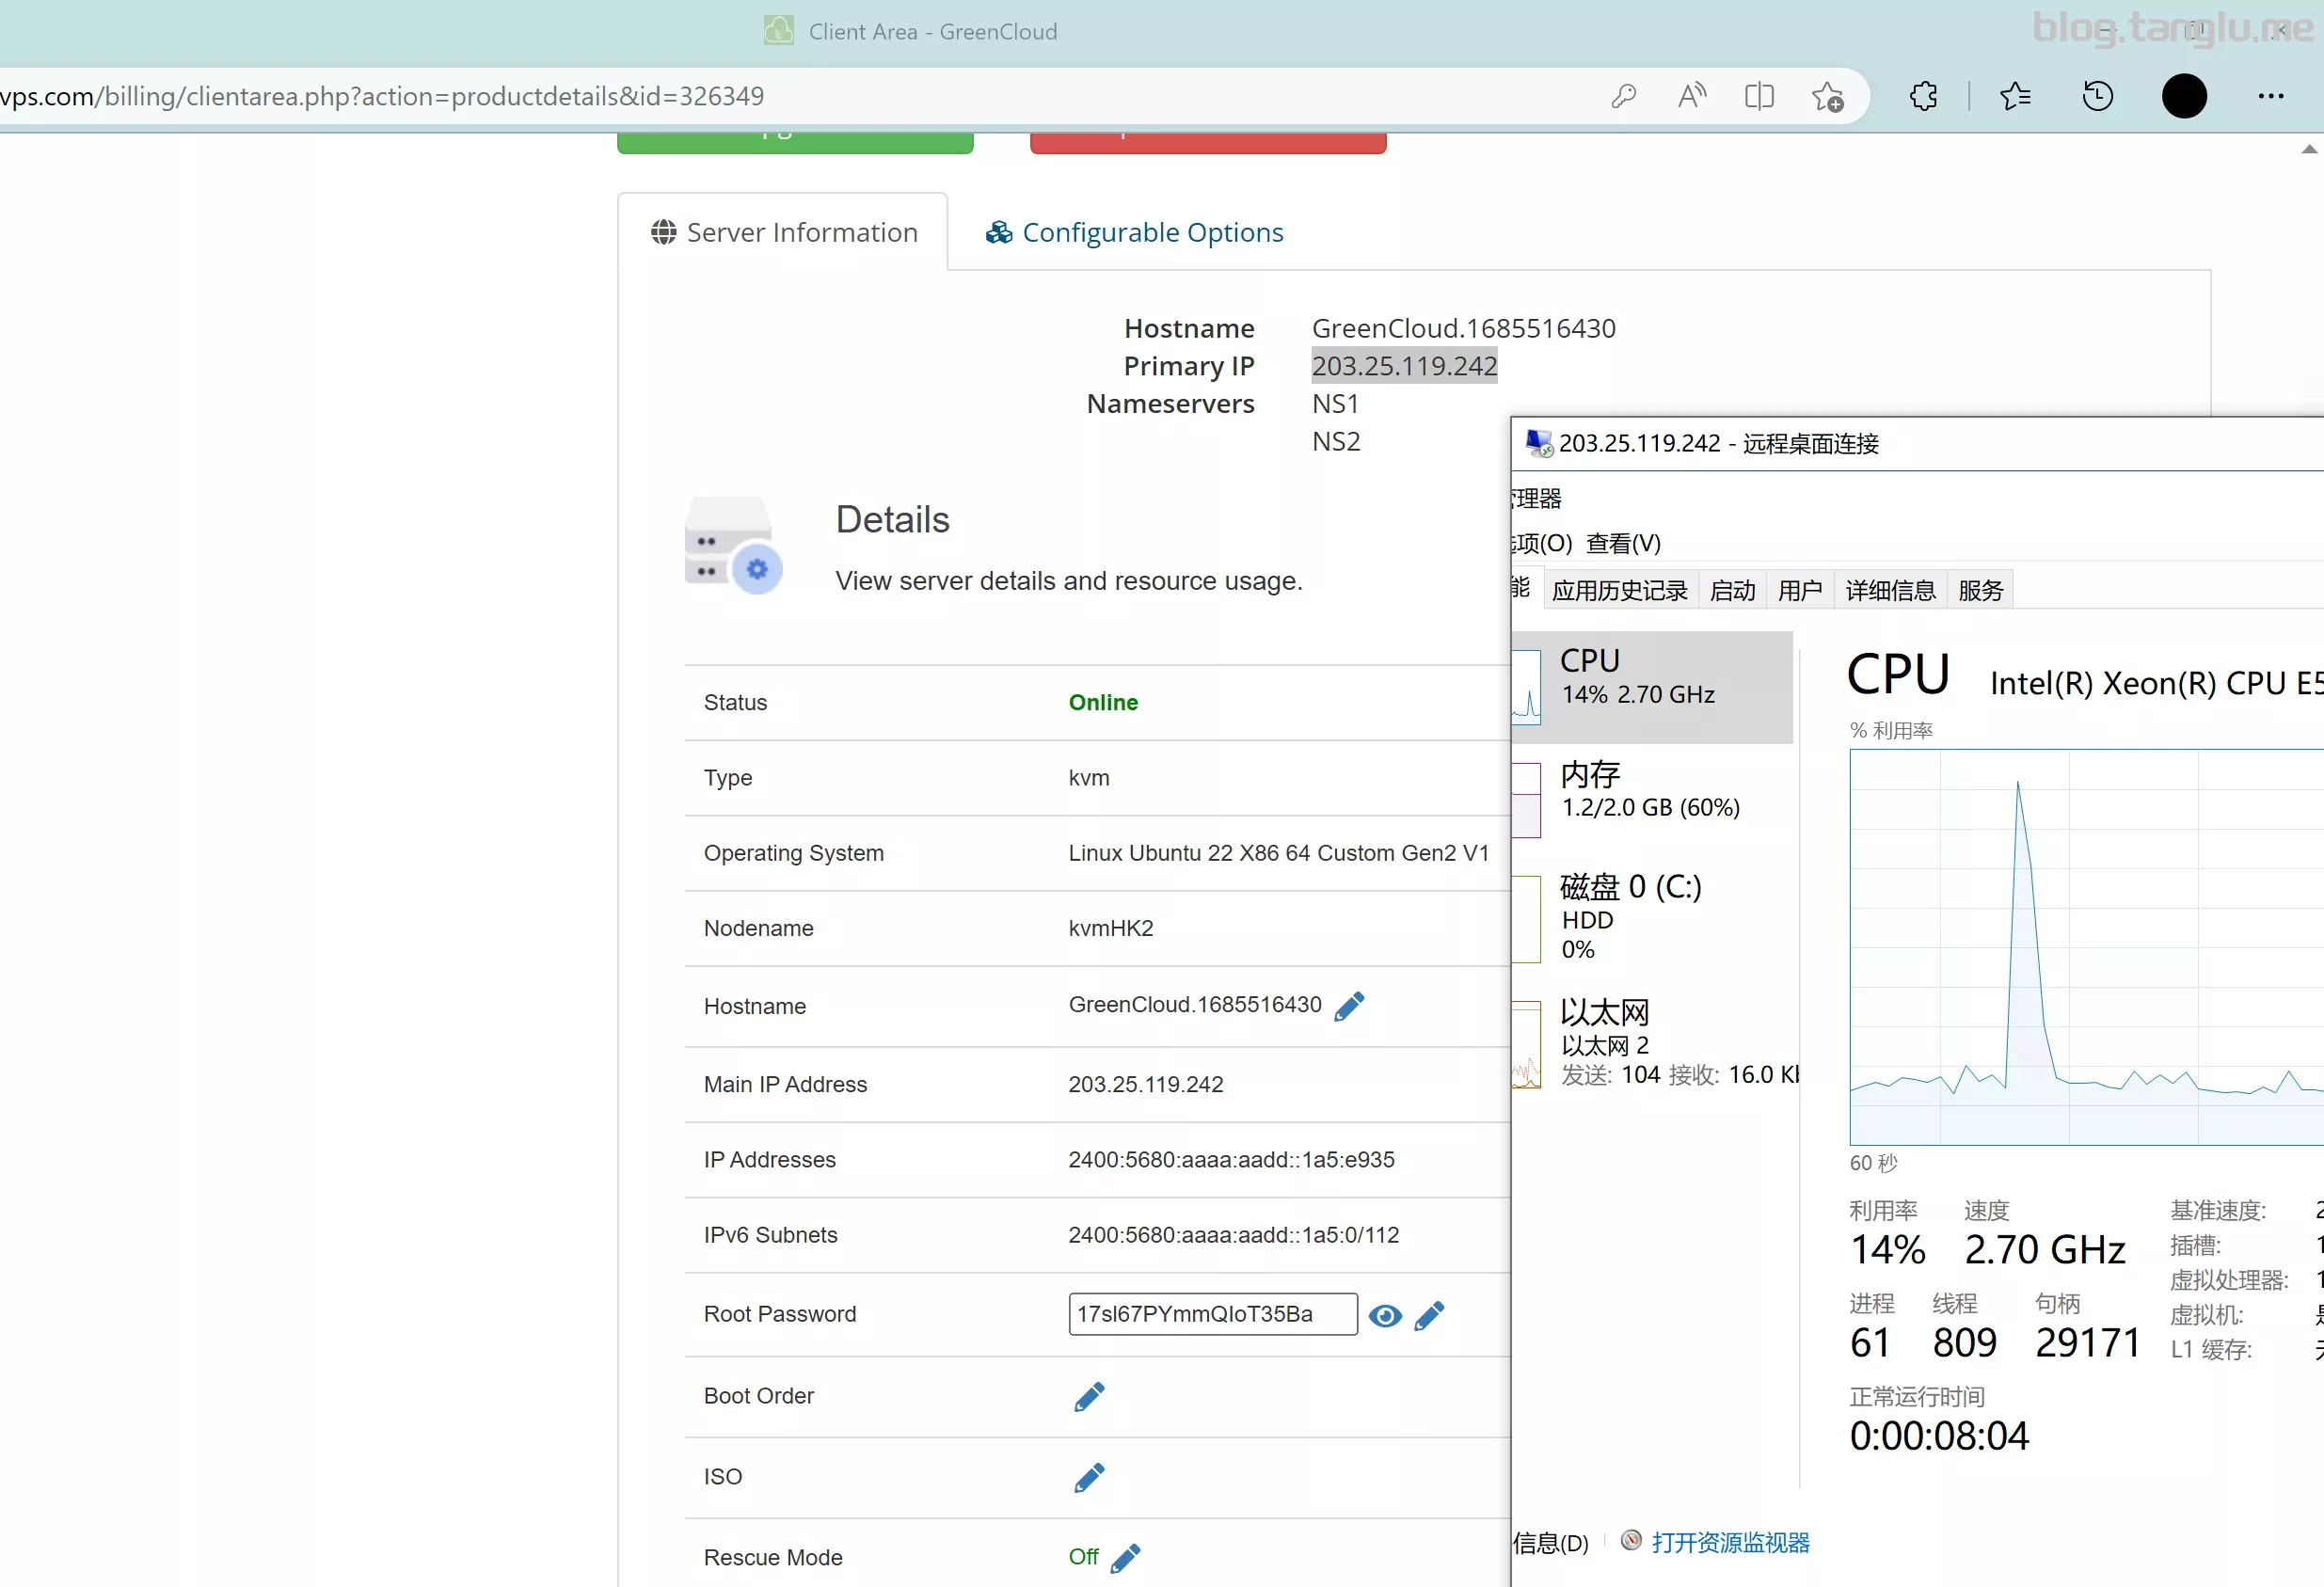 Client Area - GreenCloud
blog.tanglu.me
vps.com/billing/clientarea.php?action=productdetails&id=326349
Server Information
Configurable Options
Hostname GreenCloud.1685516430
Primary IP 203.25.119.242
Nameservers NS1
NS2
Details
View server details and resource usage.
Status Online
Type kvm
Operating System Linux Ubuntu 22 X86 64 Custom Gen2 V1
Nodename kvmHK2
Hostname GreenCloud.1685516430
Main IP Address 203.25.119.242
IP Addresses 2400:5680:aaaa:aadd::1a5:e935
IPv6 Subnets 2400:5680:aaaa:aadd::1a5:0/112
Root Password 17sl67PYmmQIoT35Ba
Boot Order
ISO
Rescue Mode Off
203.25.119.242 - 远程桌面连接
管理器
选项(O) 查看(V)
能 应用历史记录 启动 用户 详细信息 服务
CPU
14% 2.70 GHz
内存
1.2/2.0 GB (60%)
磁盘 0 (C:)
HDD
0%
以太网
以太网 2
发送: 104 接收: 16.0 Kl
CPU Intel(R) Xeon(R) CPU E5
% 利用率
60 秒
利用率 速度
14% 2.70 GHz
进程 线程 句柄
61 809 29171
正常运行时间
0:00:08:04
基准速度: 2
插槽: 1
虚拟处理器: 1
虚拟机: 是
L1 缓存:
信息(D)
打开资源监视器